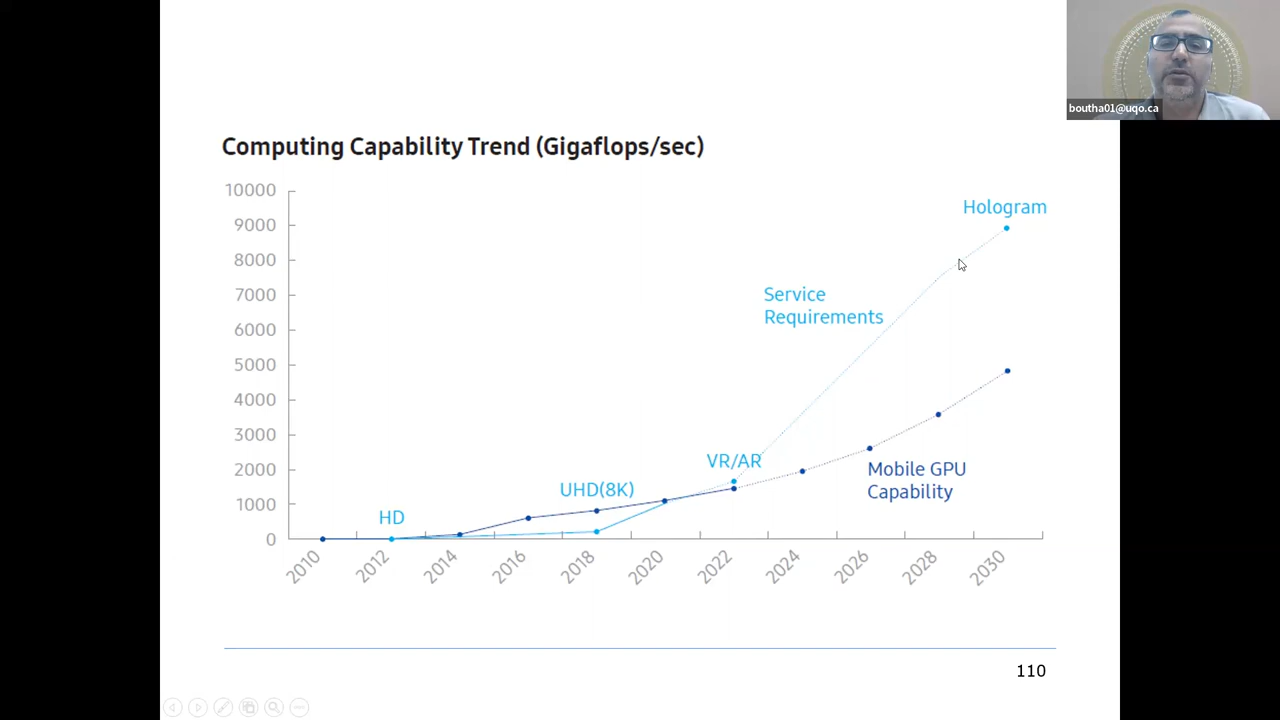 boutha01@uqo.ca
Computing Capability Trend (Gigaflops/sec)
10000
9000
8000
7000
6000
5000
4000
3000
2000
1000
0
Hologram
Service
Requirements
VR/AR
UHD(8K)
HD
Mobile GPU
Capability
2010
2012
2014
2016
2018
2020
2022
2024
2026
2028
2030
110